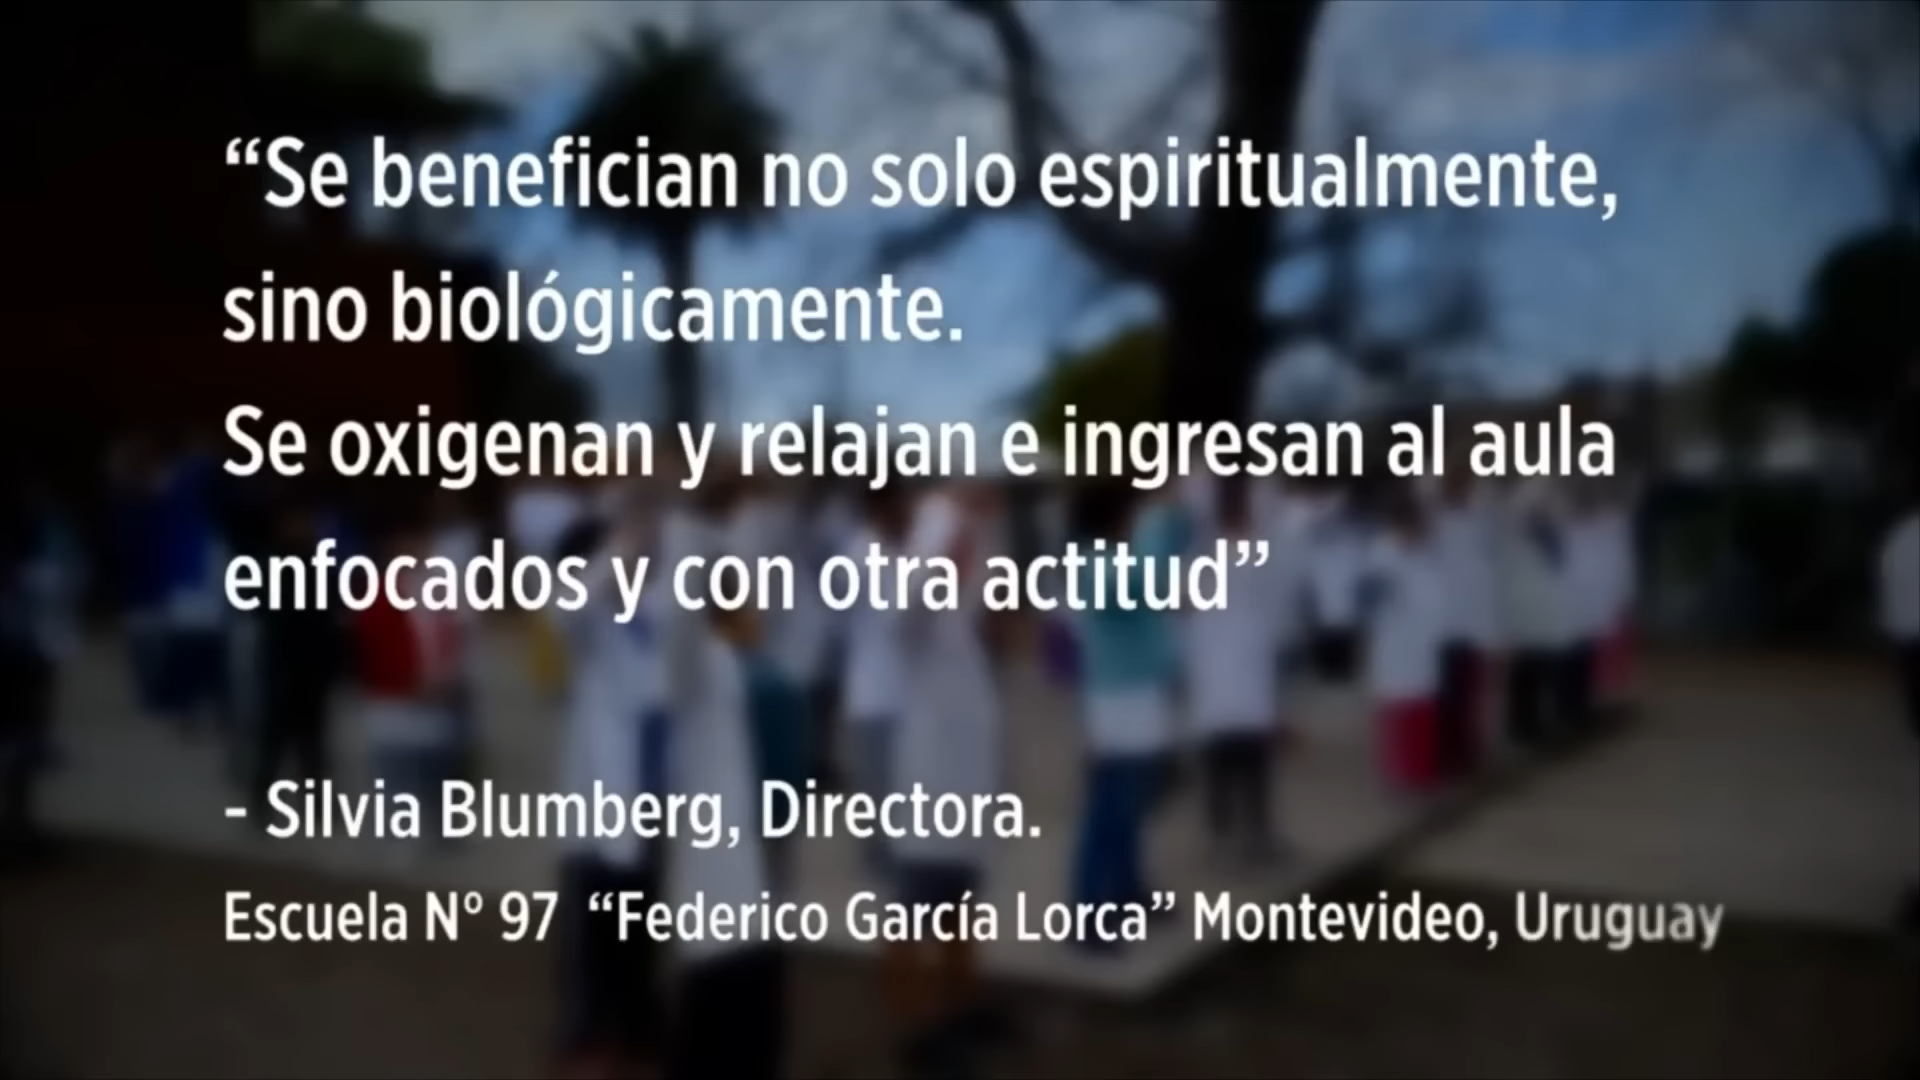 “Se benefician no solo espiritualmente,
sino biológicamente.
Se oxigenan y relajan e ingresan al aula
enfocados y con otra actitud”
- Silvia Blumberg, Directora.
Escuela Nº 97 “Federico García Lorca” Montevideo, Uruguay